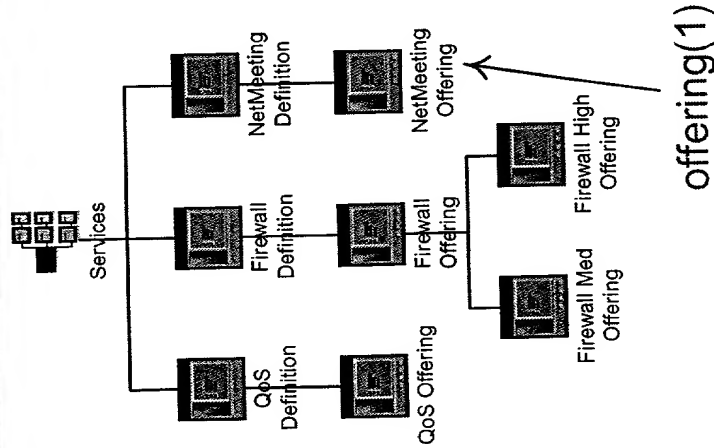 Services
QoS
Definition
Firewall
Definition
NetMeeting
Definition
QoS Offering
Firewall
Offering
NetMeeting
Offering
Firewall Med
Offering
Firewall High
Offering
offering(1)